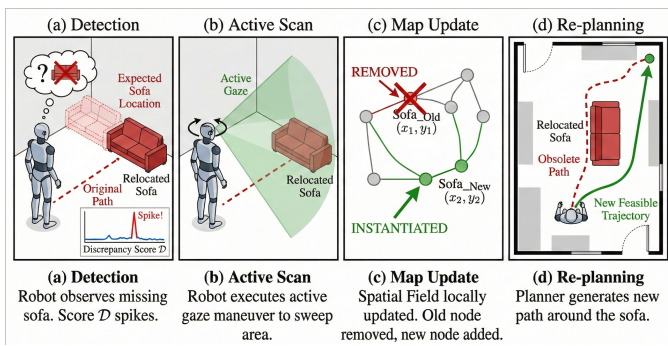 (a) Detection
(b) Active Scan
(c) Map Update
(d) Re-planning
?
Expected
Sofa
Location
Relocated
Sofa
Original
Path
Spike!
Discrepancy Score D
Active
Gaze
Relocated
Sofa
REMOVED
Sofa_Old
(x₁, y₁)
Sofa_New
(x₂, y₂)
INSTANTIATED
Relocated
Sofa
Obsolete
Path
New Feasible
Trajectory
(a) Detection
Robot observes missing
sofa. Score D spikes.
(b) Active Scan
Robot executes active
gaze maneuver to sweep
area.
(c) Map Update
Spatial Field locally
updated. Old node
removed, new node added.
(d) Re-planning
Planner generates new
path around the sofa.